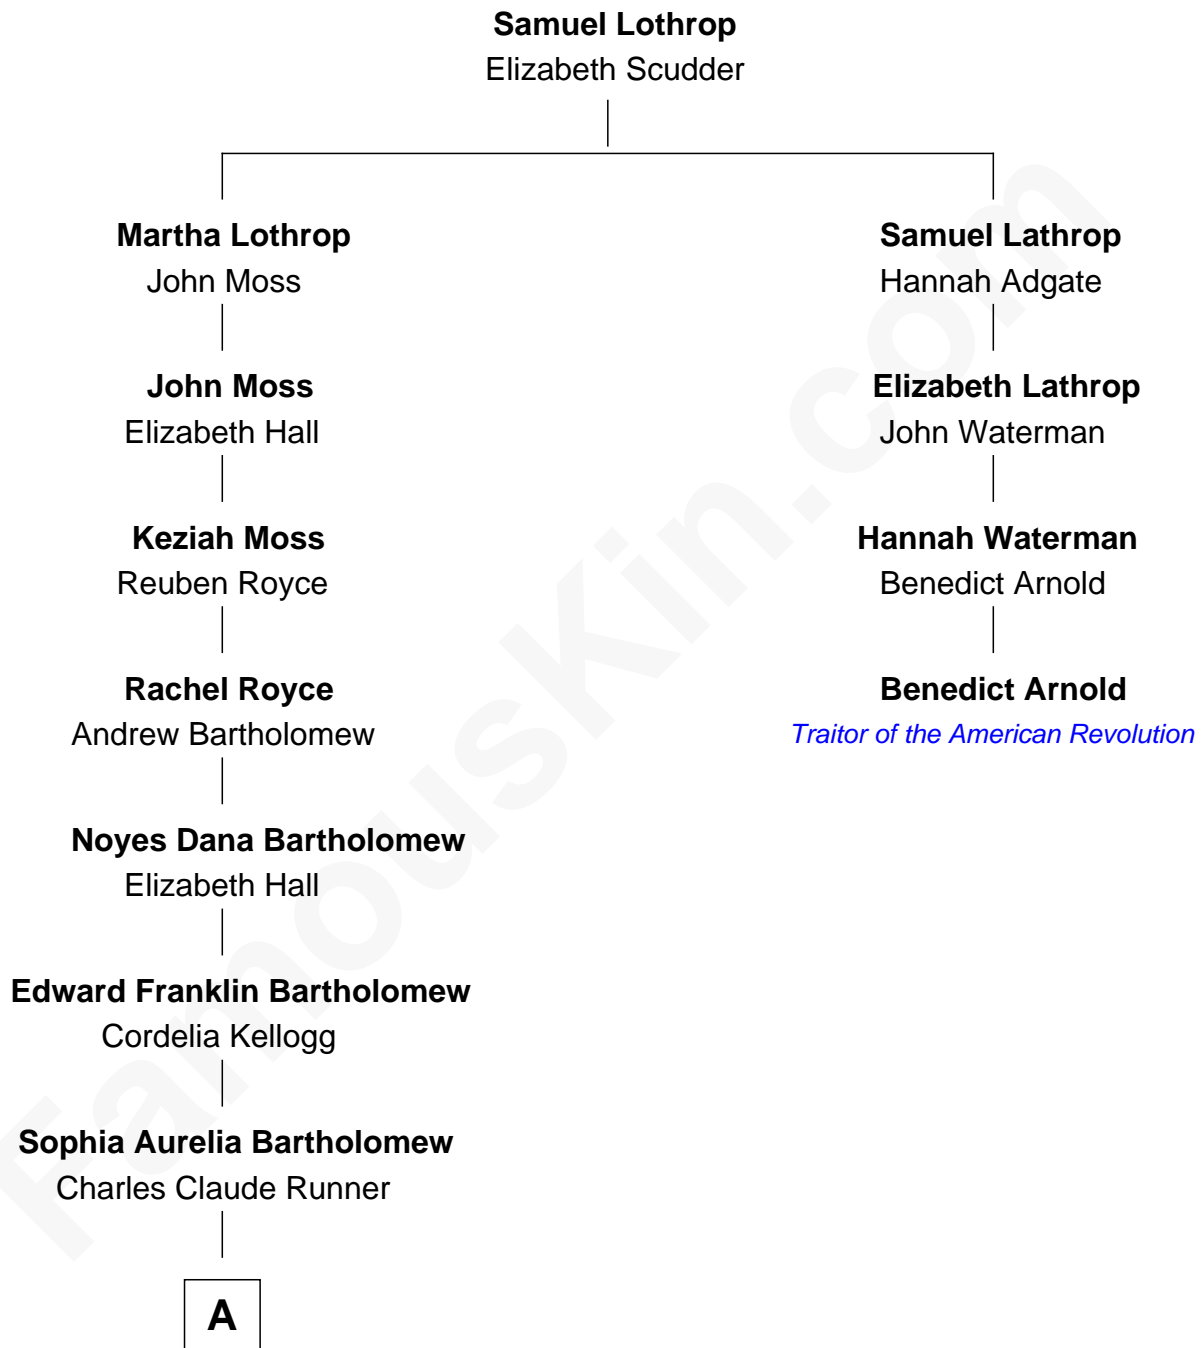 Samuel Lothrop
Elizabeth Scudder
Martha Lothrop
John Moss
John Moss
Elizabeth Hall
Keziah Moss
Reuben Royce
Rachel Royce
Andrew Bartholomew
Noyes Dana Bartholomew
Elizabeth Hall
Edward Franklin Bartholomew
Cordelia Kellogg
Sophia Aurelia Bartholomew
Charles Claude Runner
A
Samuel Lathrop
Hannah Adgate
Elizabeth Lathrop
John Waterman
Hannah Waterman
Benedict Arnold
Benedict Arnold
Traitor of the American Revolution
FamousKin.com